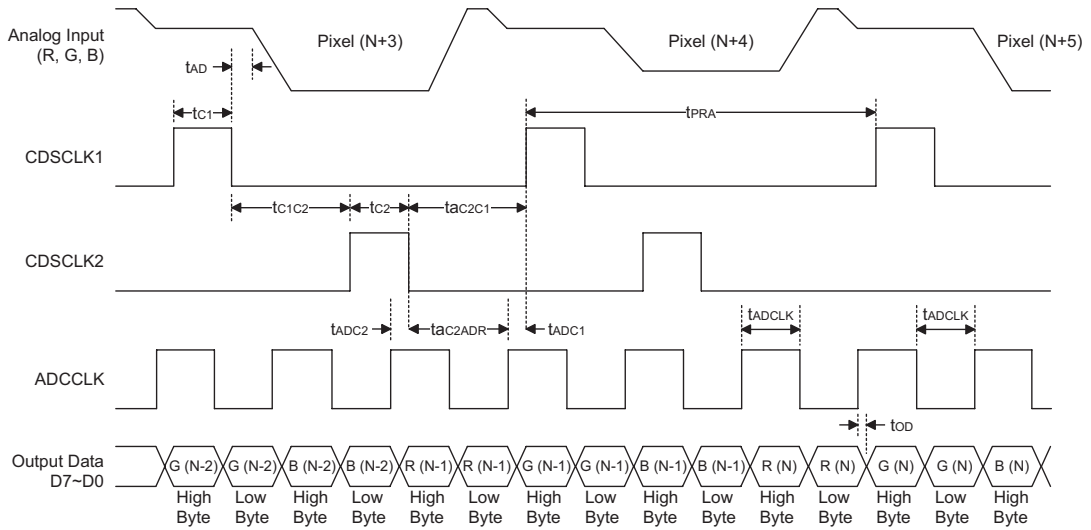 Analog Input
(R, G, B)
Pixel (N+3)
Pixel (N+4)
Pixel (N+5)
tAD
tC1
tPRA
CDSCLK1
tC1C2
tC2
taC2C1
CDSCLK2
tADC2
taC2ADR
tADC1
tADCLK
tADCLK
ADCCLK
tOD
Output Data
D7~D0
G (N-2) G (N-2) B (N-2) B (N-2) R (N-1) R (N-1) G (N-1) G (N-1) B (N-1) B (N-1) R (N) R (N) G (N) G (N) B (N)
High Low High Low High Low High Low High Low High Low High Low High
Byte Byte Byte Byte Byte Byte Byte Byte Byte Byte Byte Byte Byte Byte Byte